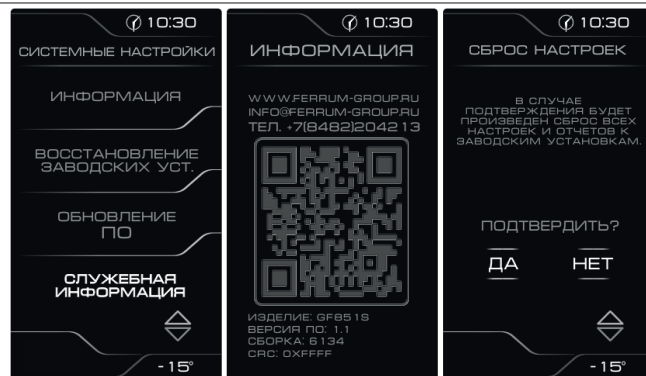 10:30
СИСТЕМНЫЕ НАСТРОЙКИ
ИНФОРМАЦИЯ
ВОССТАНОВЛЕНИЕ
ЗАВОДСКИХ УСТ.
ОБНОВЛЕНИЕ
ПО
СЛУЖЕБНАЯ
ИНФОРМАЦИЯ
-15°
10:30
ИНФОРМАЦИЯ
WWW.FERRUM-GROUP.RU
INFO@FERRUM-GROUP.RU
ТЕЛ. +7(8482)204213
ИЗДЕЛИЕ: GF851S
ВЕРСИЯ ПО: 1.1
СБОРКА: 6134
CRC: 0XFFFF
10:30
СБРОС НАСТРОЕК
В СЛУЧАЕ
ПОДТВЕРЖДЕНИЯ БУДЕТ
ПРОИЗВЕДЕН СБРОС ВСЕХ
НАСТРОЕК И ОТЧЕТОВ К
ЗАВОДСКИМ УСТАНОВКАМ.
ПОДТВЕРДИТЬ?
ДА НЕТ
-15°